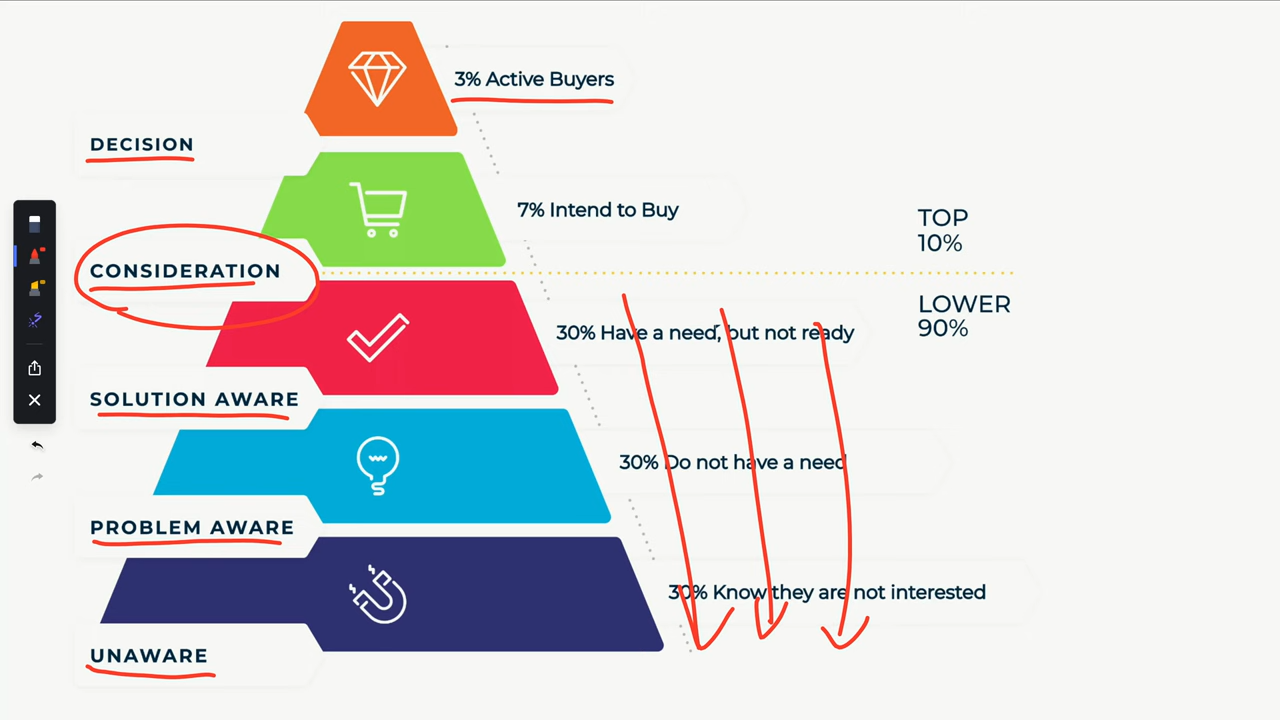 3% Active Buyers
DECISION
7% Intend to Buy
TOP
10%
CONSIDERATION
LOWER
90%
30% Have a need, but not ready
SOLUTION AWARE
30% Do not have a need
PROBLEM AWARE
30% Know they are not interested
UNAWARE